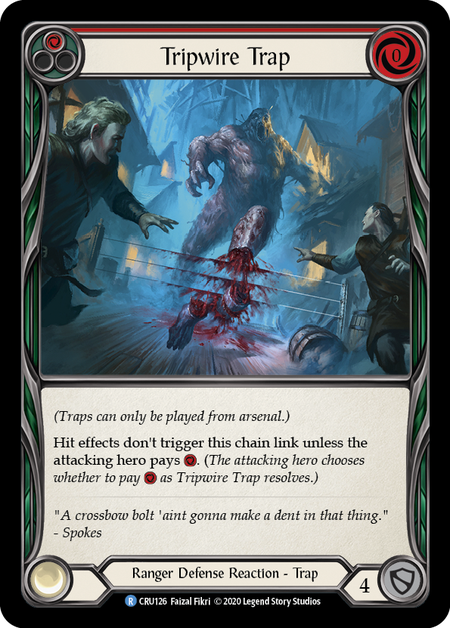 Tripwire Trap
0
(Traps can only be played from arsenal.)
Hit effects don't trigger this chain link unless the
attacking hero pays . (The attacking hero chooses
whether to pay as Tripwire Trap resolves.)
"A crossbow bolt 'aint gonna make a dent in that thing."
- Spokes
Ranger Defense Reaction - Trap
4
R CRU126 Faizal Fikri © 2020 Legend Story Studios